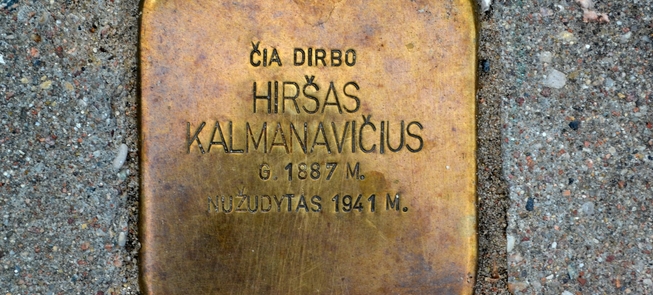 ČIA DIRBO
HIRŠAS
KALMANAVIČIUS
G. 1887 M.
NUŽUDYTAS 1941 M.